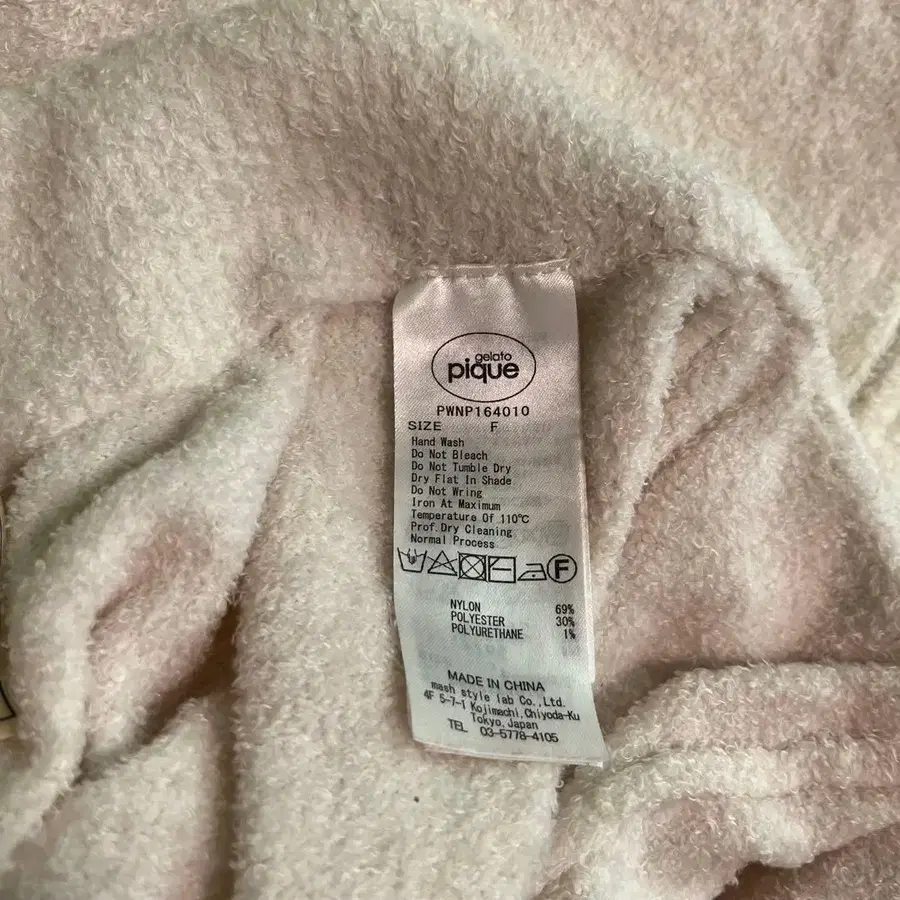 gelato
pique
PWNP164010
SIZE F
Hand Wash
Do Not Bleach
Do Not Tumble Dry
Dry Flat In Shade
Do Not Wring
Iron At Maximum
Temperature Of 110℃
Prof.Dry Cleaning
Normal Process
F
NYLON 69%
POLYESTER 30%
POLYURETHANE 1%
MADE IN CHINA
mash style lab Co.,Ltd.
4F 5-7-1 Kojimachi,Chiyoda-Ku
Tokyo,Japan
TEL 03-5778-4105